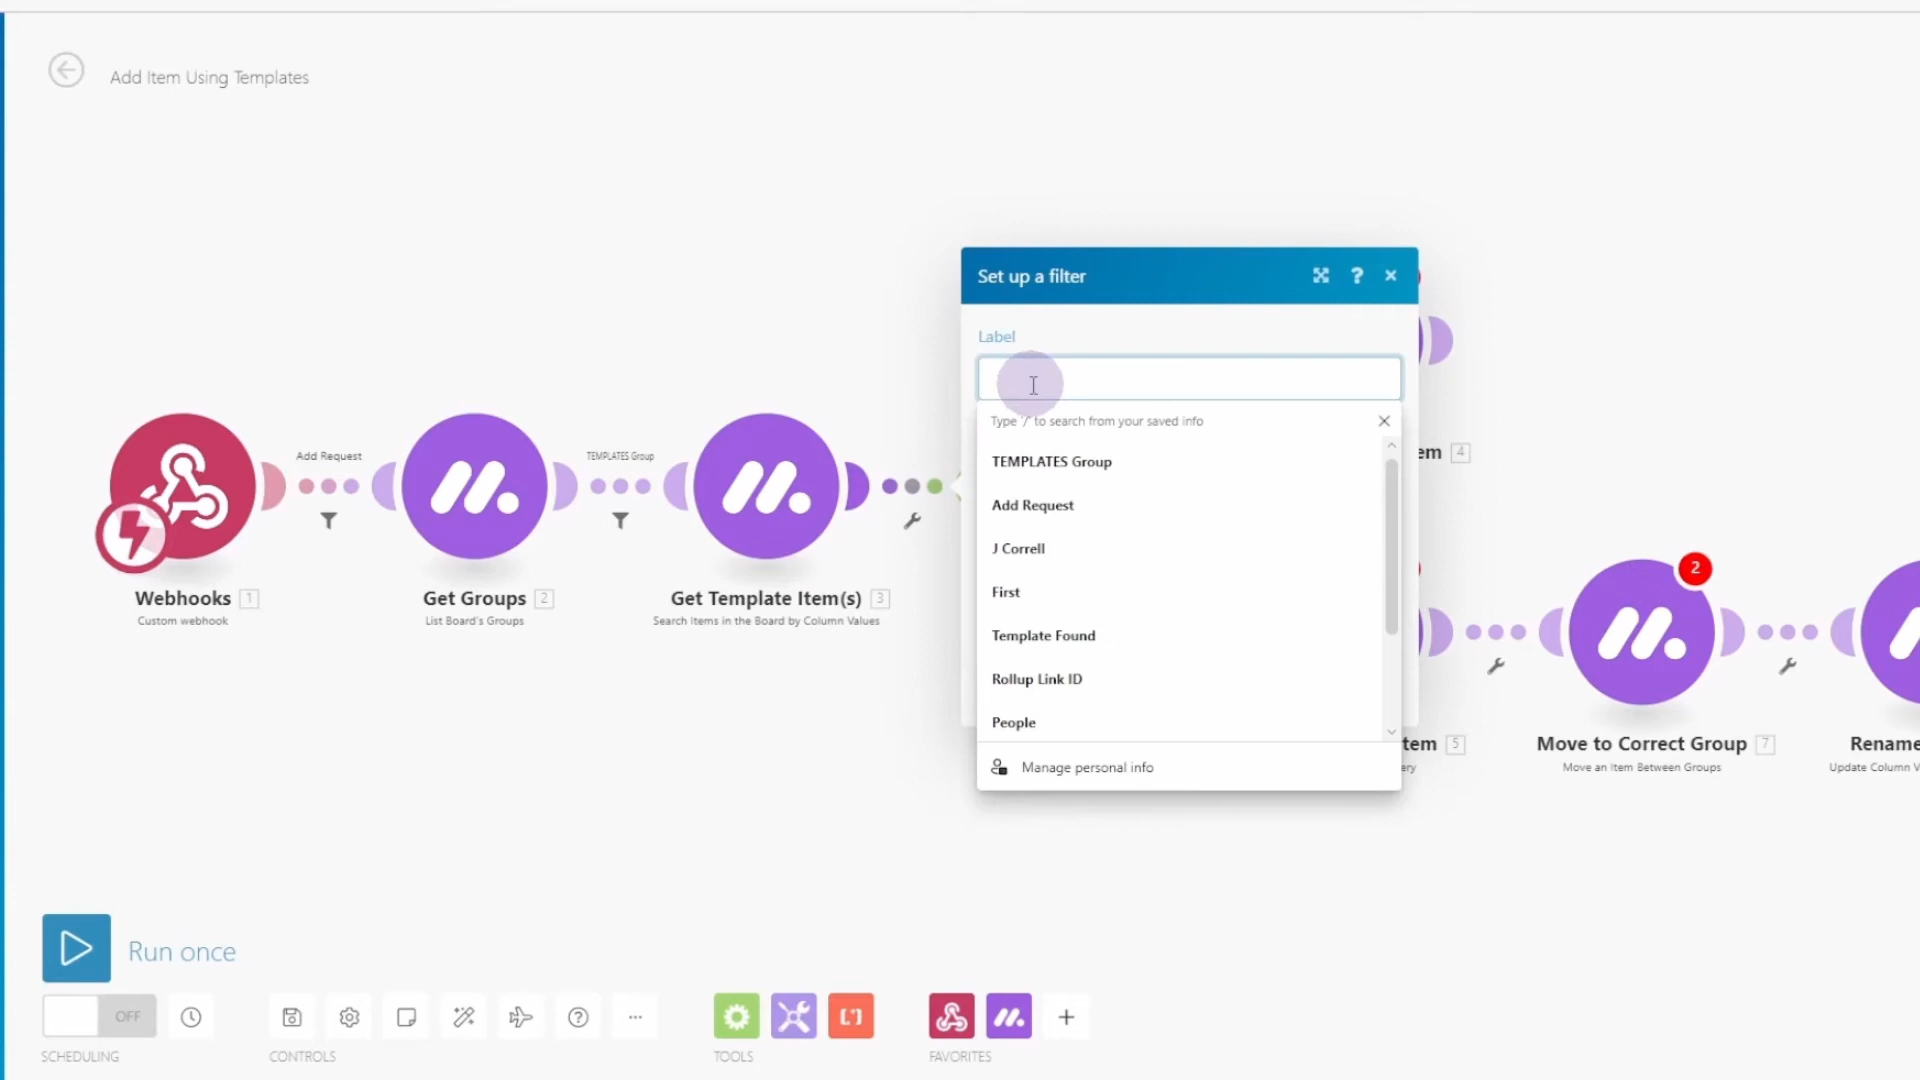 Add Item Using Templates
Set up a filter
?
Label
Type '/' to search from your saved info
TEMPLATES Group
Add Request
J Correll
First
Template Found
Rollup Link ID
People
Manage personal info
Add Request
TEMPLATES Group
em 4
Webhooks 1
Custom webhook
Get Groups 2
List Board's Groups
Get Template Item(s) 3
Search Items in the Board by Column Values
2
tem 5
ery
Move to Correct Group 7
Move an Item Between Groups
Rename
Update Column V
Run once
OFF
SCHEDULING
CONTROLS
TOOLS
FAVORITES